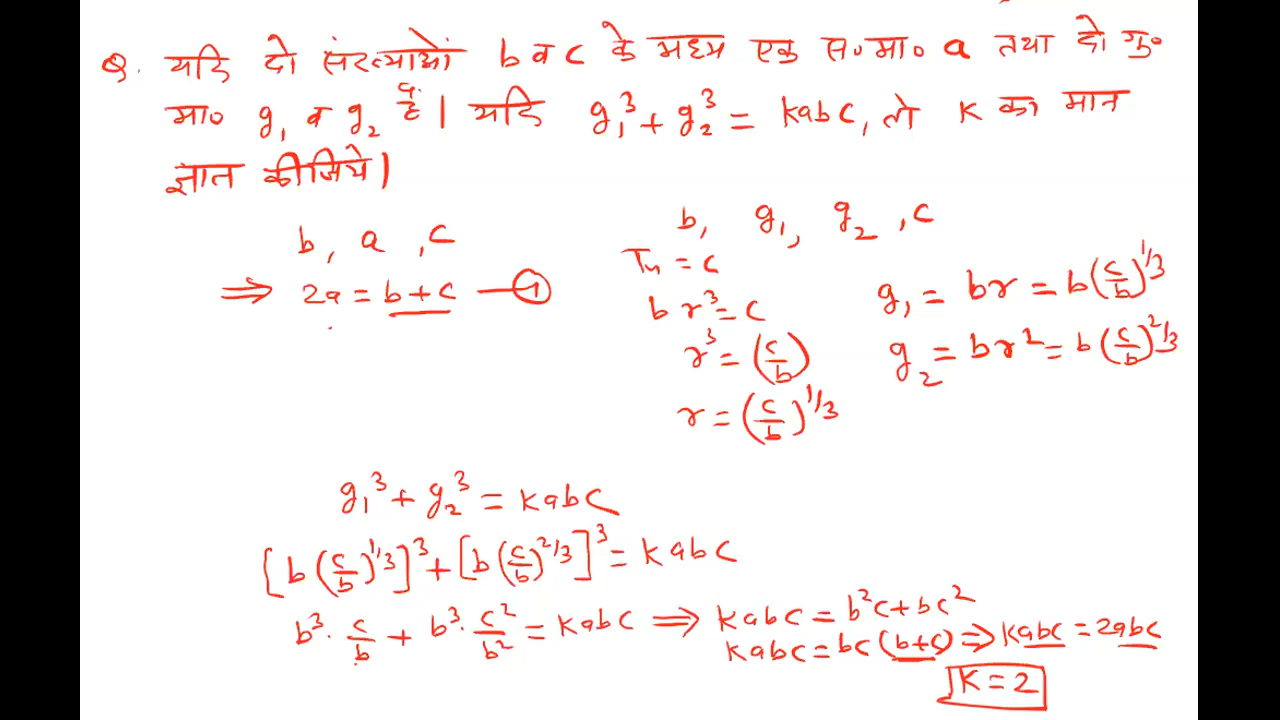 Q. यदि दो संख्याओं b व c के मध्य एक स॰मा॰ a तथा दो गु॰
मा॰ g₁ व g₂ है। यदि g₁³ + g₂³ = kabc, तो k का मान
ज्ञात कीजिये।
b, a, c
⇒ 2a = b + c —①
b, g₁, g₂, c
T₄ = c
b r³ = c
r³ = (c/b)
r = (c/b)^1/3
g₁ = br = b(c/b)^1/3
g₂ = br² = b(c/b)^2/3
g₁³ + g₂³ = kabc
[b(c/b)^1/3]³ + [b(c/b)^2/3]³ = kabc
b³· c/b + b³· c²/b² = kabc ⇒ kabc = b²c + bc²
kabc = bc(b+c) ⇒ kabc = 2abc
k = 2